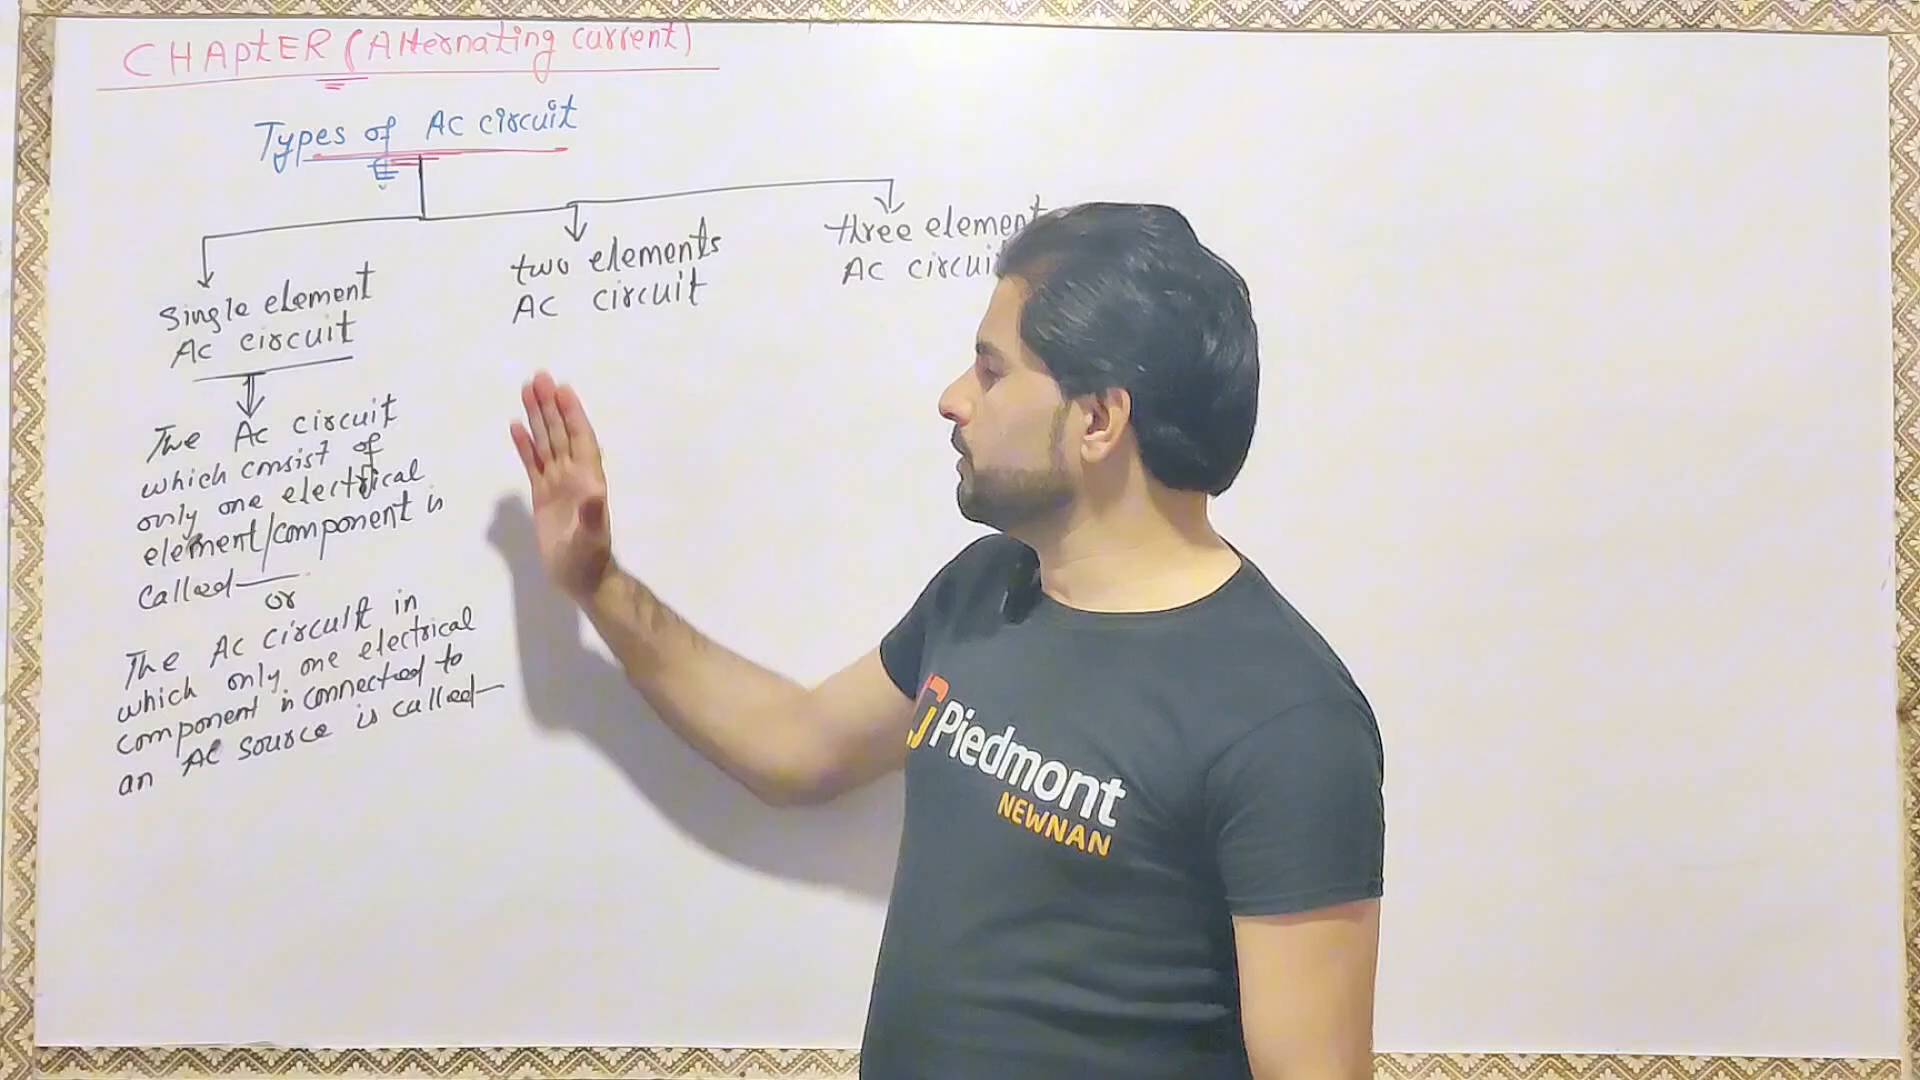 CHAPtER (Alternating current)
Types of AC circuit
Single element
AC circuit
two elements
AC circuit
three element
AC circui
The AC circuit
which consist of
only one electrical
element/component is
called—
or
The AC circuit in
which only one electrical
component is connected to
an AC source is called—
Piedmont
NEWNAN